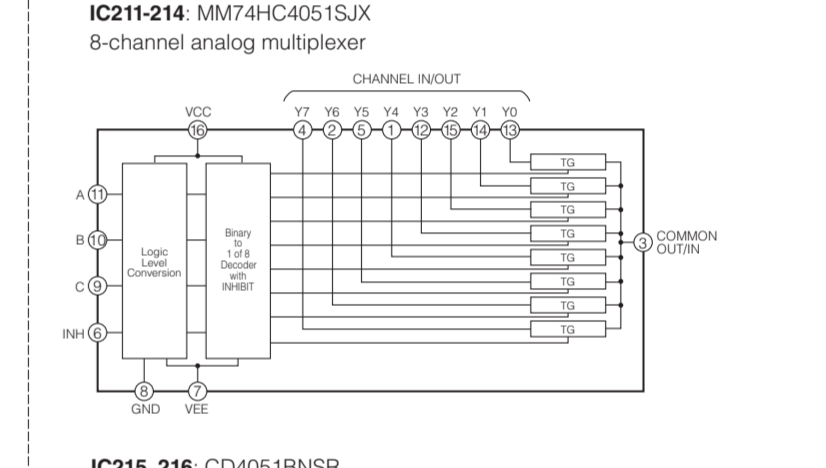 IC211-214: MM74HC4051SJX
8-channel analog multiplexer
CHANNEL IN/OUT
VCC Y7 Y6 Y5 Y4 Y3 Y2 Y1 Y0
16 4 2 5 1 12 15 14 13
TG
A 11
TG
TG
B 10
Logic
Level
Conversion
Binary
to
1 of 8
Decoder
with
INHIBIT
TG
3 COMMON
OUT/IN
TG
C 9
TG
TG
INH 6
TG
8 7
GND VEE
IC215, 216: CD4051BNSR